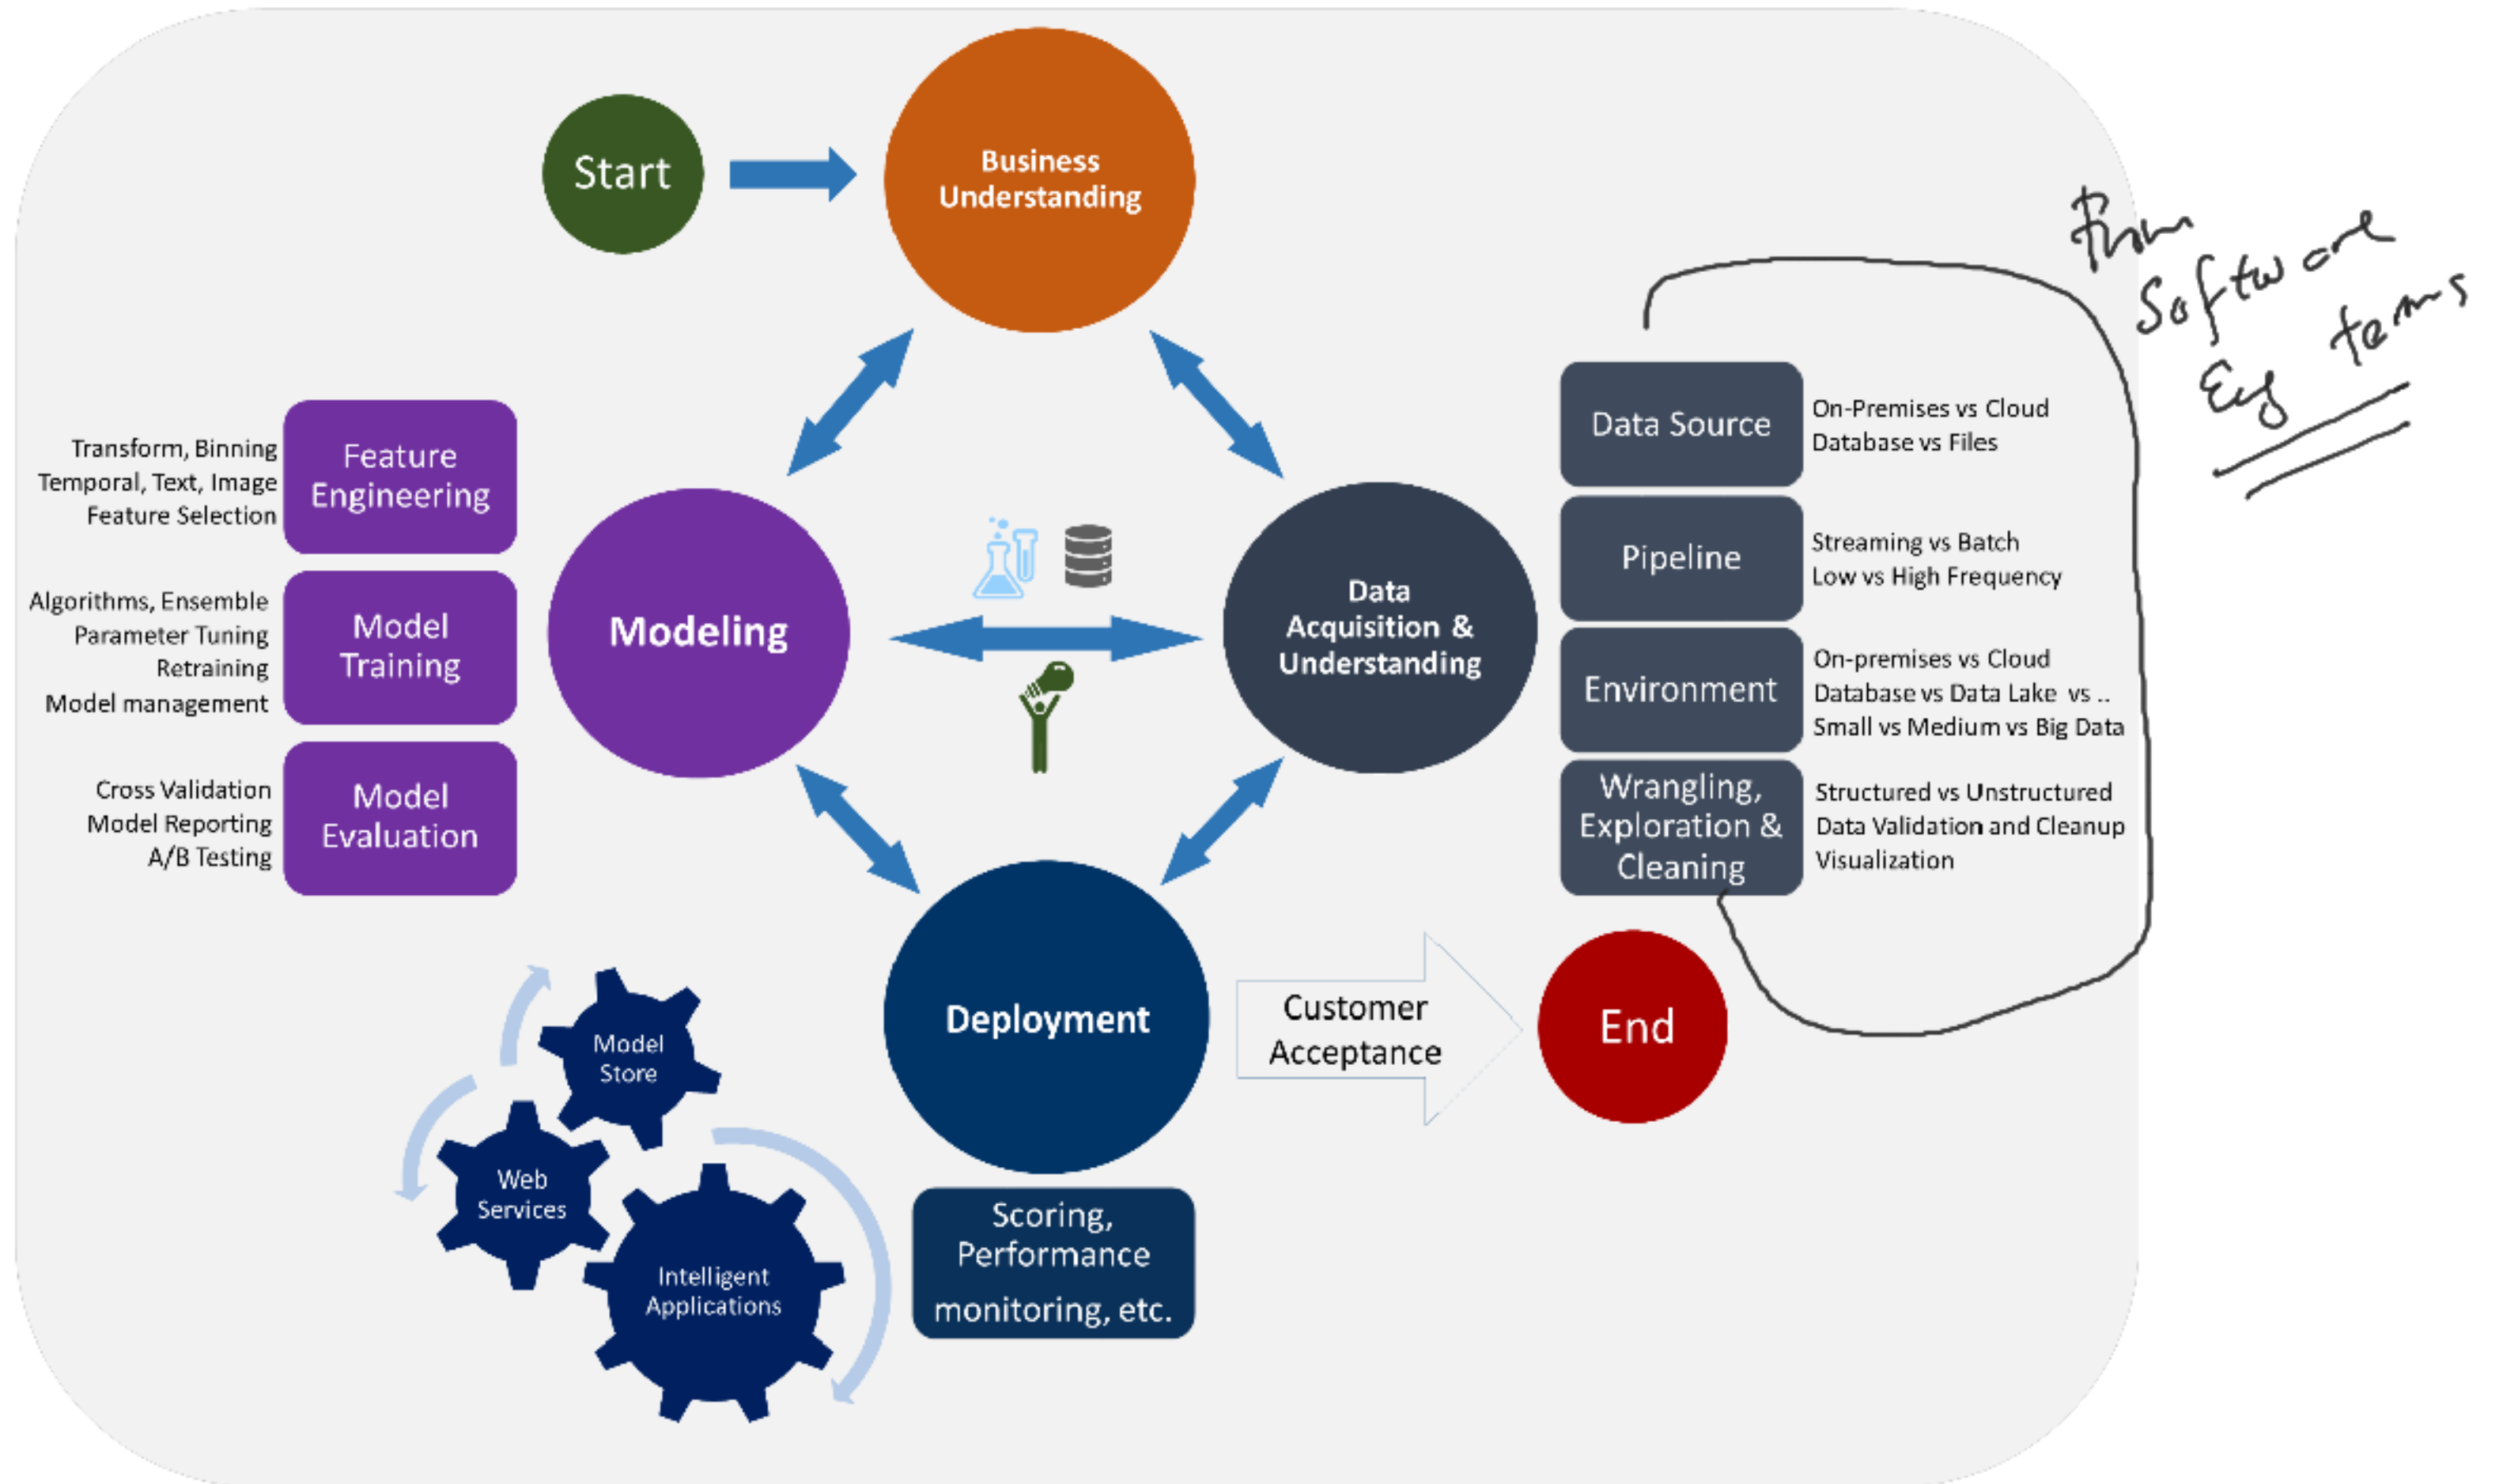 Start
Business
Understanding
from
Software
Eng terms
Feature
Engineering
Transform, Binning
Temporal, Text, Image
Feature Selection
Model
Training
Algorithms, Ensemble
Parameter Tuning
Retraining
Model management
Model
Evaluation
Cross Validation
Model Reporting
A/B Testing
Modeling
Data
Acquisition &
Understanding
Data Source
On-Premises vs Cloud
Database vs Files
Pipeline
Streaming vs Batch
Low vs High Frequency
Environment
On-premises vs Cloud
Database vs Data Lake vs ..
Small vs Medium vs Big Data
Wrangling,
Exploration &
Cleaning
Structured vs Unstructured
Data Validation and Cleanup
Visualization
Deployment
Customer
Acceptance
End
Model
Store
Web
Services
Intelligent
Applications
Scoring,
Performance
monitoring, etc.